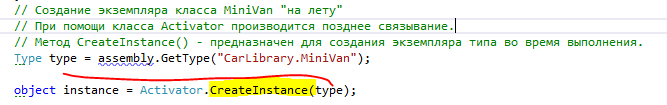 // Создание экземпляра класса MiniVan "на лету"
// При помощи класса Activator производится позднее связывание.
// Метод CreateInstance() - предназначен для создания экземпляра типа во время выполнения.
Type type = assembly.GetType("CarLibrary.MiniVan");
object instance = Activator.CreateInstance(type);